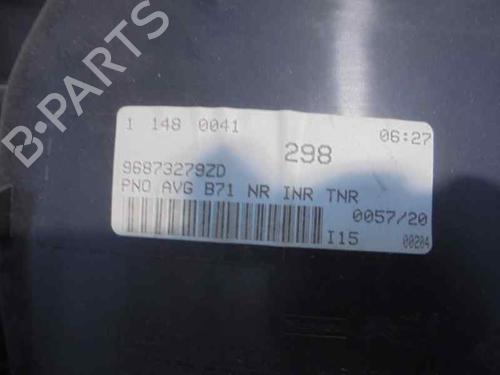 1 148 0041 06:27
298
96873279ZD
PNO AVG B71 NR INR TNR
0057/20
I15 00204
B-PARTS